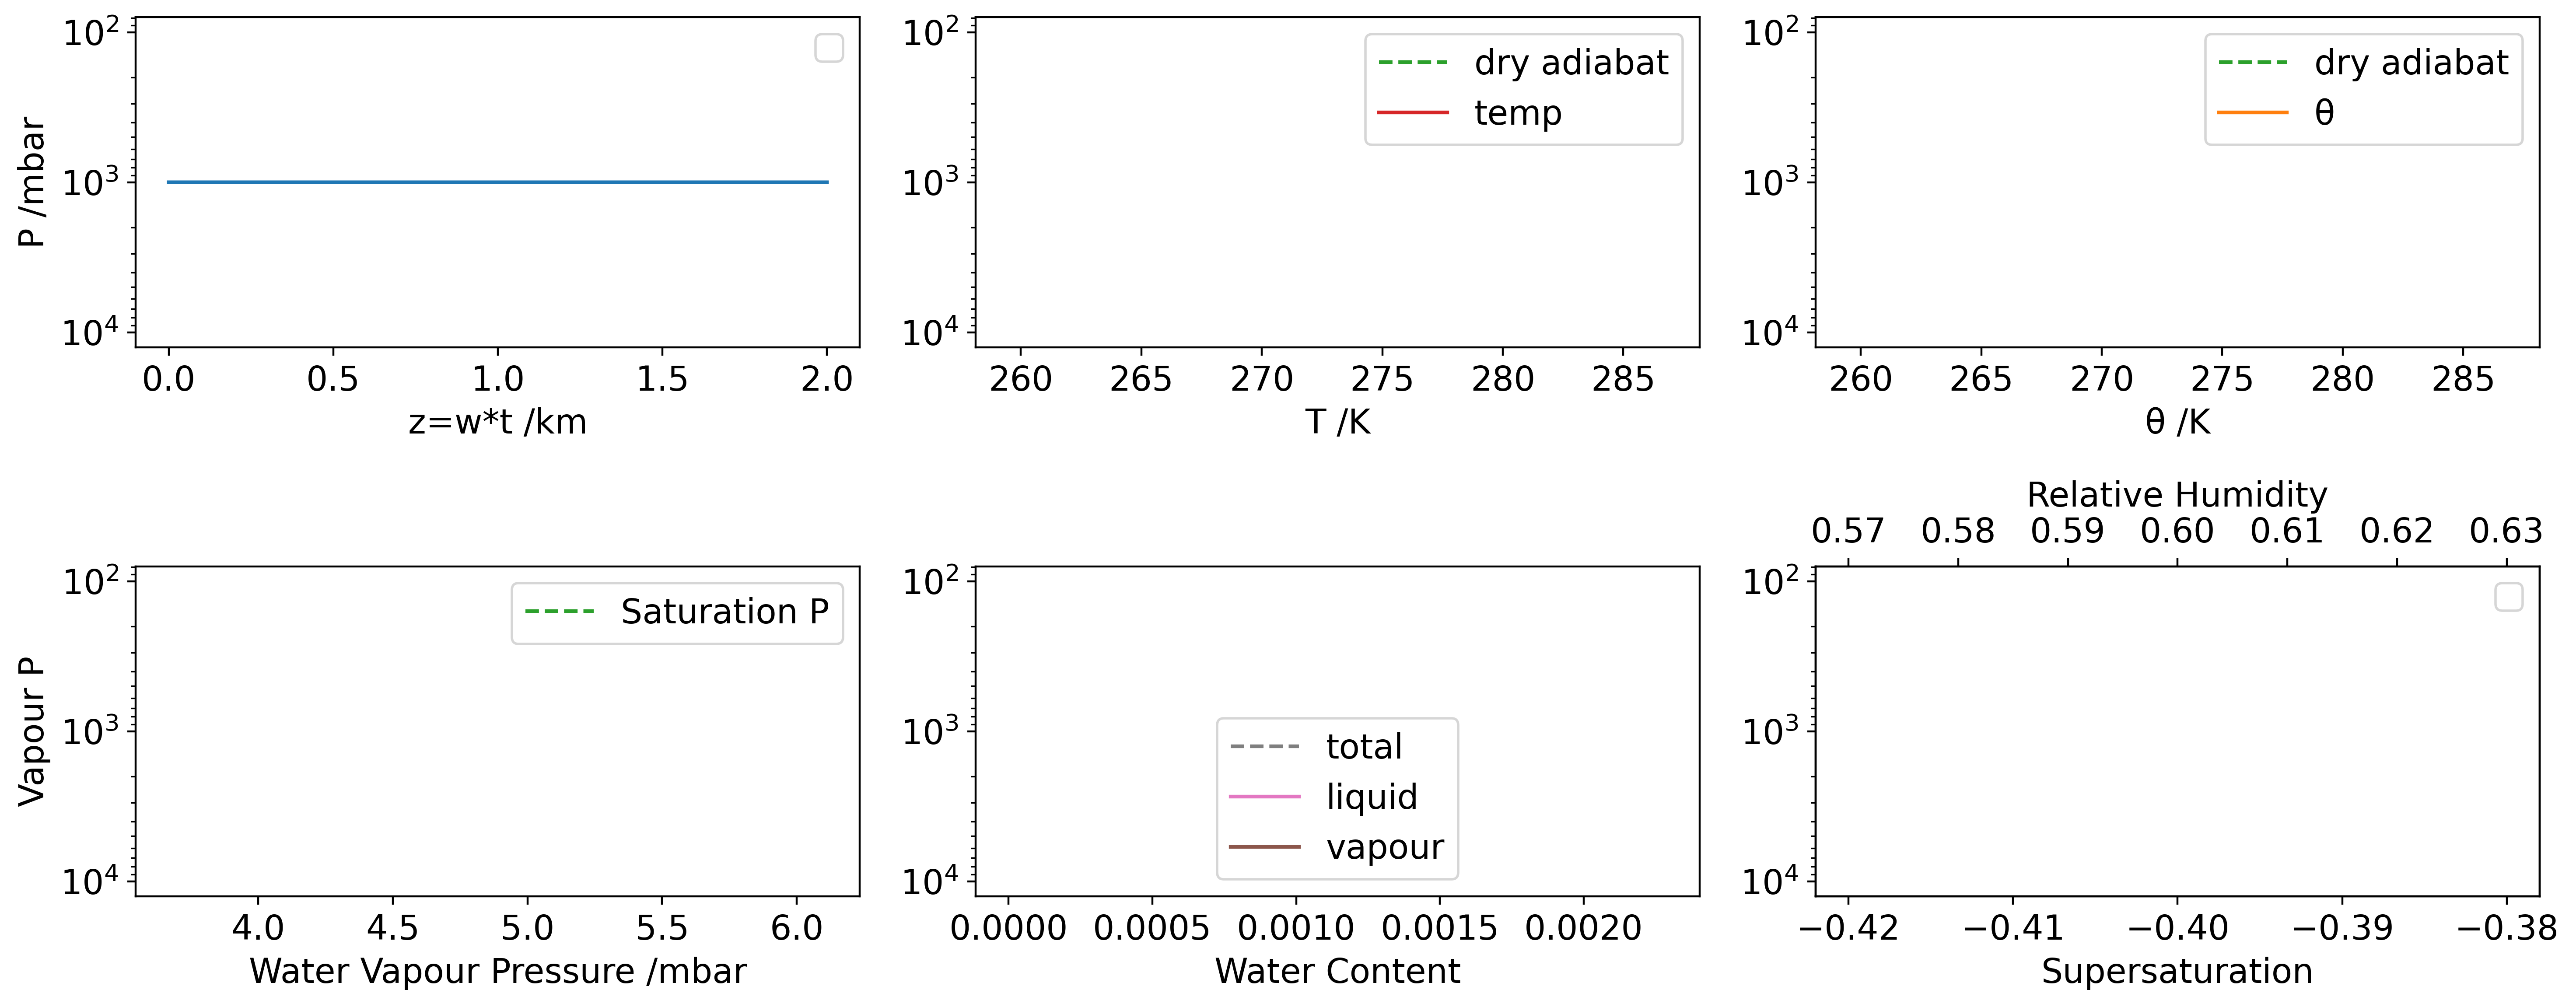 P /mbar
10²
10³
10⁴
0.0 0.5 1.0 1.5 2.0
z=w*t /km
10²
10³
10⁴
dry adiabat
temp
260 265 270 275 280 285
T /K
10²
10³
10⁴
dry adiabat
θ
260 265 270 275 280 285
θ /K
Vapour P
10²
10³
10⁴
Saturation P
4.0 4.5 5.0 5.5 6.0
Water Vapour Pressure /mbar
10²
10³
10⁴
total
liquid
vapour
0.0000 0.0005 0.0010 0.0015 0.0020
Water Content
Relative Humidity
0.57 0.58 0.59 0.60 0.61 0.62 0.63
10²
10³
10⁴
−0.42 −0.41 −0.40 −0.39 −0.38
Supersaturation